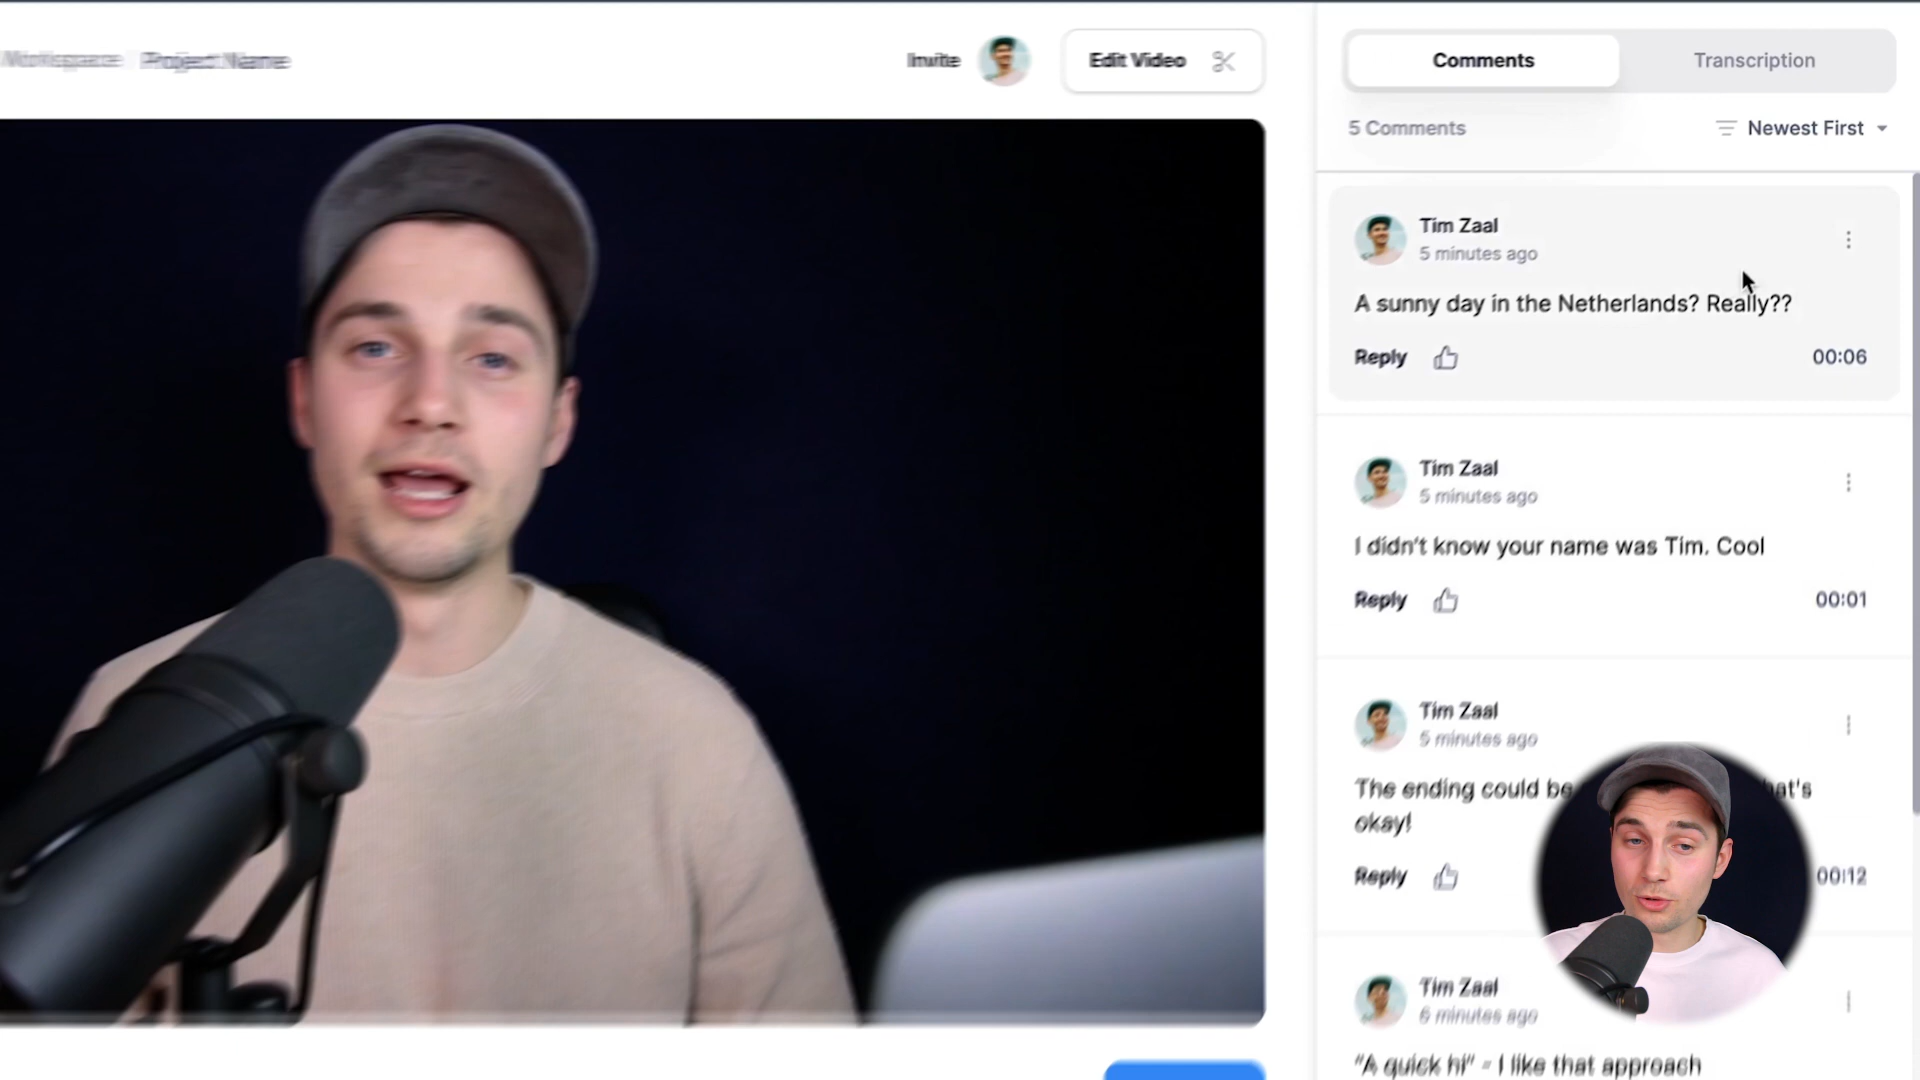 Workspace Project Name
Invite
Edit Video
Comments
Transcription
5 Comments
Newest First
Tim Zaal
5 minutes ago
A sunny day in the Netherlands? Really??
Reply
00:06
Tim Zaal
5 minutes ago
I didn't know your name was Tim. Cool
Reply
00:01
Tim Zaal
5 minutes ago
The ending could be
okay!
Reply
00:12
Tim Zaal
6 minutes ago
"A quick hi" - I like that approach